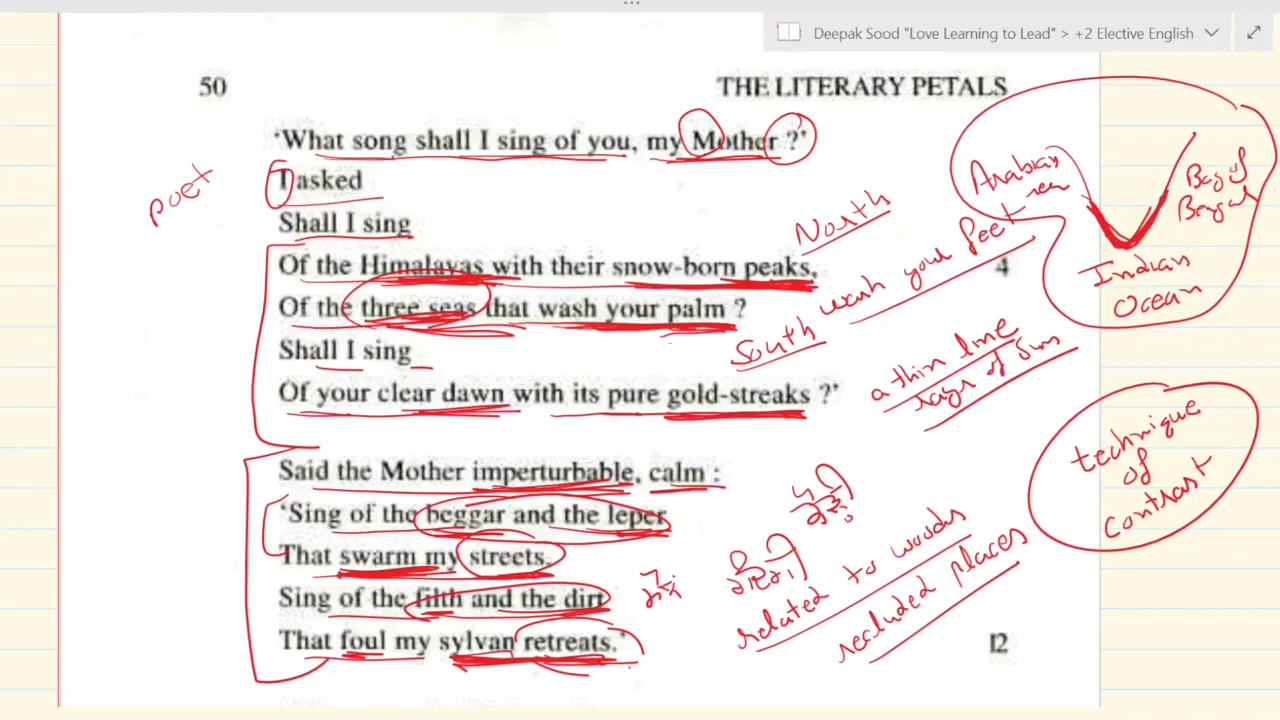 Deepak Sood "Love Learning to Lead" > +2 Elective English
50
THE LITERARY PETALS
'What song shall I sing of you, my Mother ?'
I asked
Shall I sing
Of the Himalayas with their snow-born peaks,
4
Of the three seas that wash your palm ?
Shall I sing
Of your clear dawn with its pure gold-streaks ?'
Said the Mother imperturbable, calm :
'Sing of the beggar and the leper
That swarm my streets.
Sing of the filth and the dirt
That foul my sylvan retreats.'
12
poet
North
South
wash your feet
a thin line
rays of sun
Arabian
sea
Bay of
Bengal
Indian
Ocean
technique
of
contrast
related to woods
secluded places